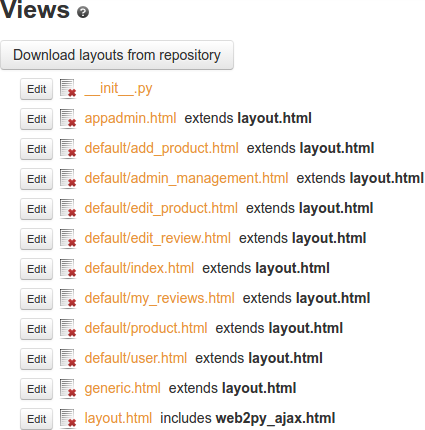 Views ?
Download layouts from repository
Edit __init__.py
Edit appadmin.html extends layout.html
Edit default/add_product.html extends layout.html
Edit default/admin_management.html extends layout.html
Edit default/edit_product.html extends layout.html
Edit default/edit_review.html extends layout.html
Edit default/index.html extends layout.html
Edit default/my_reviews.html extends layout.html
Edit default/product.html extends layout.html
Edit default/user.html extends layout.html
Edit generic.html extends layout.html
Edit layout.html includes web2py_ajax.html